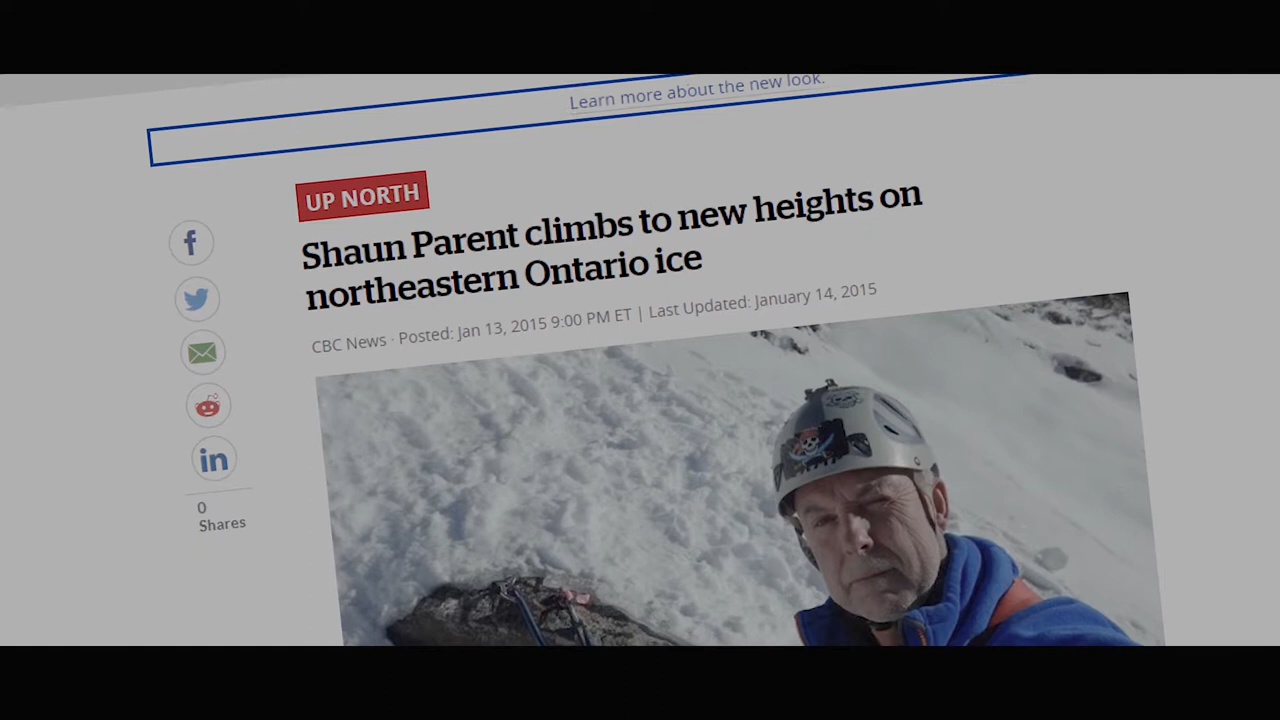 Learn more about the new look.
UP NORTH
Shaun Parent climbs to new heights on
northeastern Ontario ice
CBC News · Posted: Jan 13, 2015 9:00 PM ET | Last Updated: January 14, 2015
f
in
0
Shares